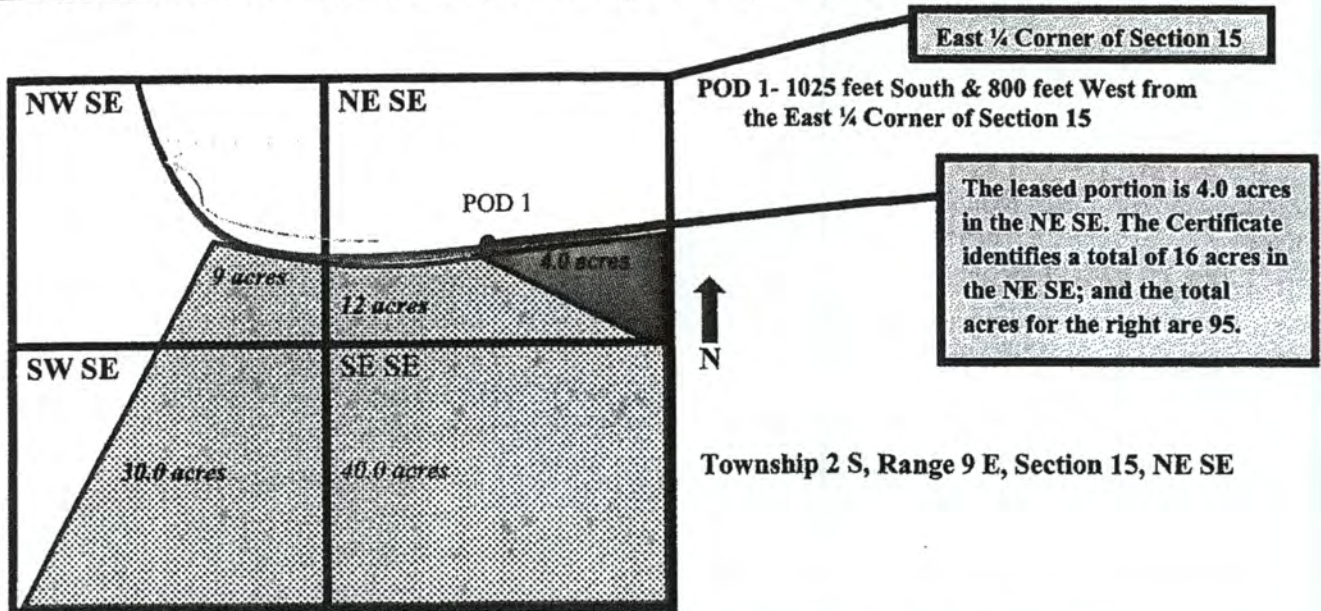 East ¼ Corner of Section 15
NW SE
NE SE
POD 1- 1025 feet South & 800 feet West from
the East ¼ Corner of Section 15
POD 1
The leased portion is 4.0 acres
in the NE SE. The Certificate
identifies a total of 16 acres in
the NE SE; and the total
acres for the right are 95.
4.0 acres
9 acres
12 acres
N
SW SE
SE SE
30.0 acres
40.0 acres
Township 2 S, Range 9 E, Section 15, NE SE